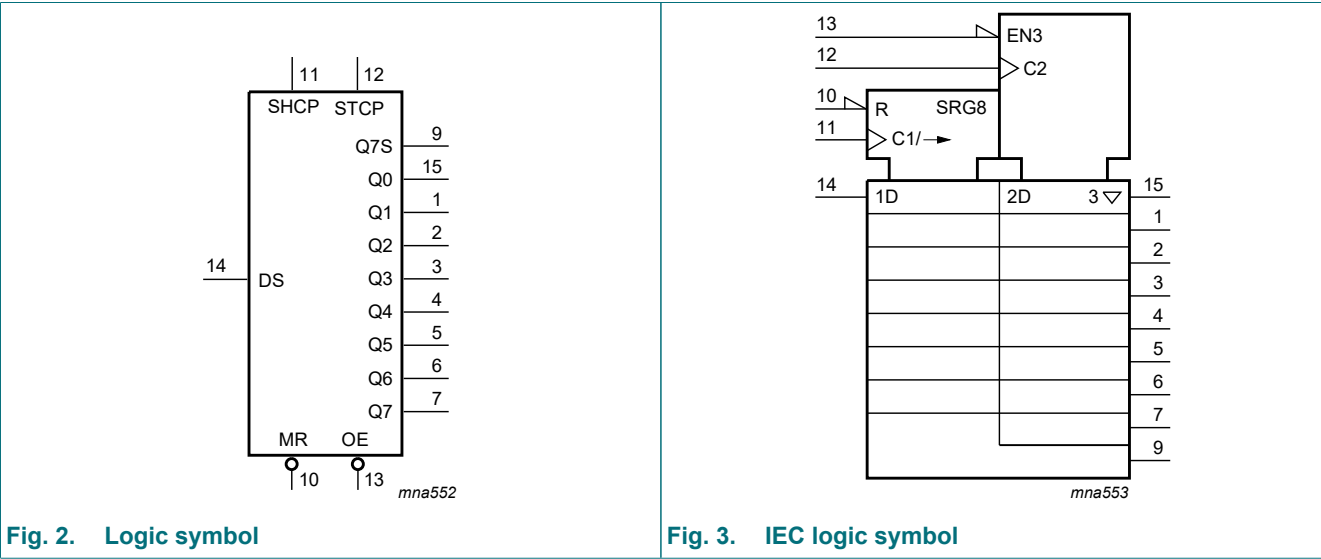 11 12
SHCP STCP
Q7S 9
Q0 15
Q1 1
Q2 2
14 DS Q3 3
Q4 4
Q5 5
Q6 6
Q7 7
MR OE
10 13
mna552
Fig. 2. Logic symbol
13 EN3
12 C2
10 R SRG8
11 C1/→
14 1D 2D 3 ▽ 15
1
2
3
4
5
6
7
9
mna553
Fig. 3. IEC logic symbol